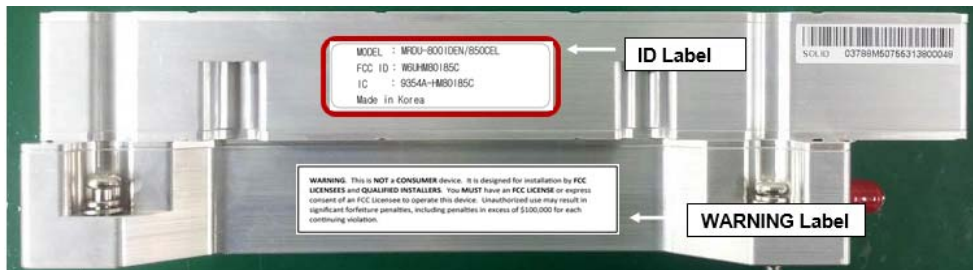 MODEL : MRDU-800IDEN/850CEL
FCC ID : W6UHM80I85C
IC : 9354A-HM80I85C
Made in Korea
ID Label
SOLiD 03788M50756313800048
WARNING. This is NOT a CONSUMER device. It is designed for installation by FCC
LICENSEES and QUALIFIED INSTALLERS. You MUST have an FCC LICENSE or express
consent of an FCC Licensee to operate this device. Unauthorized use may result in
significant forfeiture penalties, including penalties in excess of $100,000 for each
continuing violation.
WARNING Label